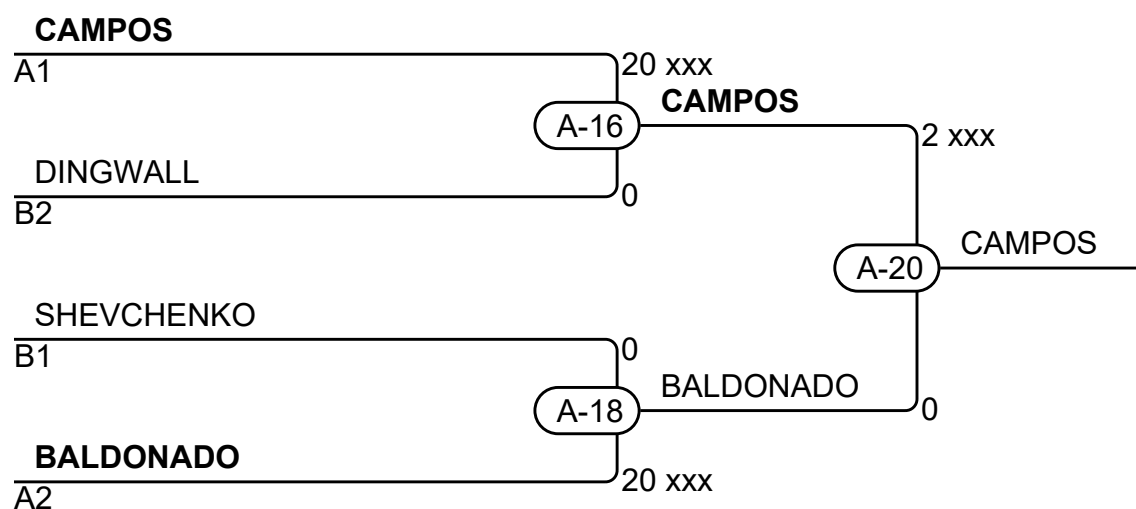 CAMPOS
A1
20 xxx
CAMPOS
A-16
2 xxx
DINGWALL
B2
0
CAMPOS
A-20
SHEVCHENKO
B1
0
BALDONADO
A-18
0
BALDONADO
A2
20 xxx